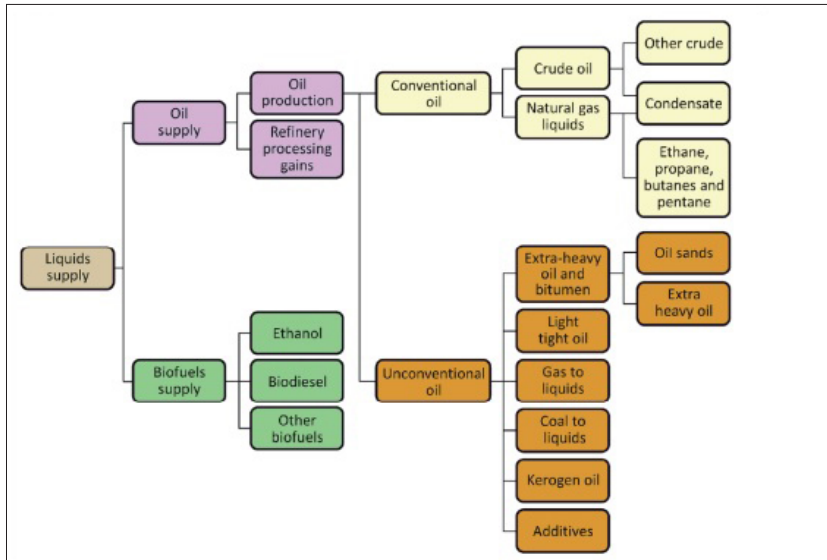 Liquids
supply
Oil
supply
Biofuels
supply
Oil
production
Refinery
processing
gains
Ethanol
Biodiesel
Other
biofuels
Conventional
oil
Unconventional
oil
Crude oil
Natural gas
liquids
Other crude
Condensate
Ethane,
propane,
butanes and
pentane
Extra-heavy
oil and
bitumen
Light
tight oil
Gas to
liquids
Coal to
liquids
Kerogen oil
Additives
Oil sands
Extra
heavy oil